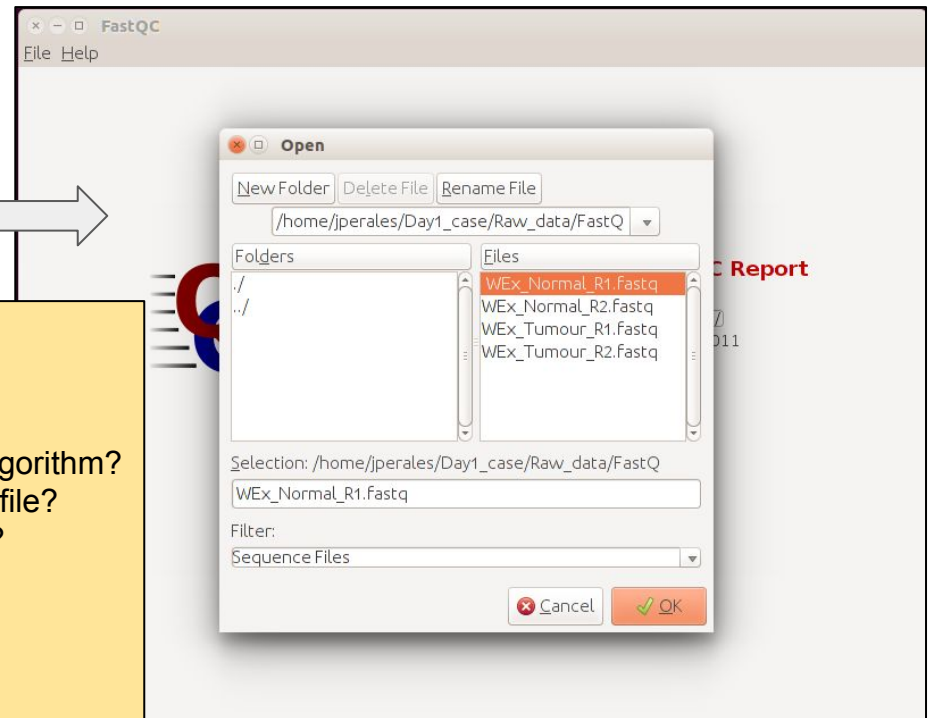 FastQC
File Help
Open
New Folder Delete File Rename File
/home/jperales/Day1_case/Raw_data/FastQ
Folders
./
../
Files
WEx_Normal_R1.fastq
WEx_Normal_R2.fastq
WEx_Tumour_R1.fastq
WEx_Tumour_R2.fastq
C Report
011
Selection: /home/jperales/Day1_case/Raw_data/FastQ
WEx_Normal_R1.fastq
Filter:
Sequence Files
Cancel OK
gorithm?
file?
?